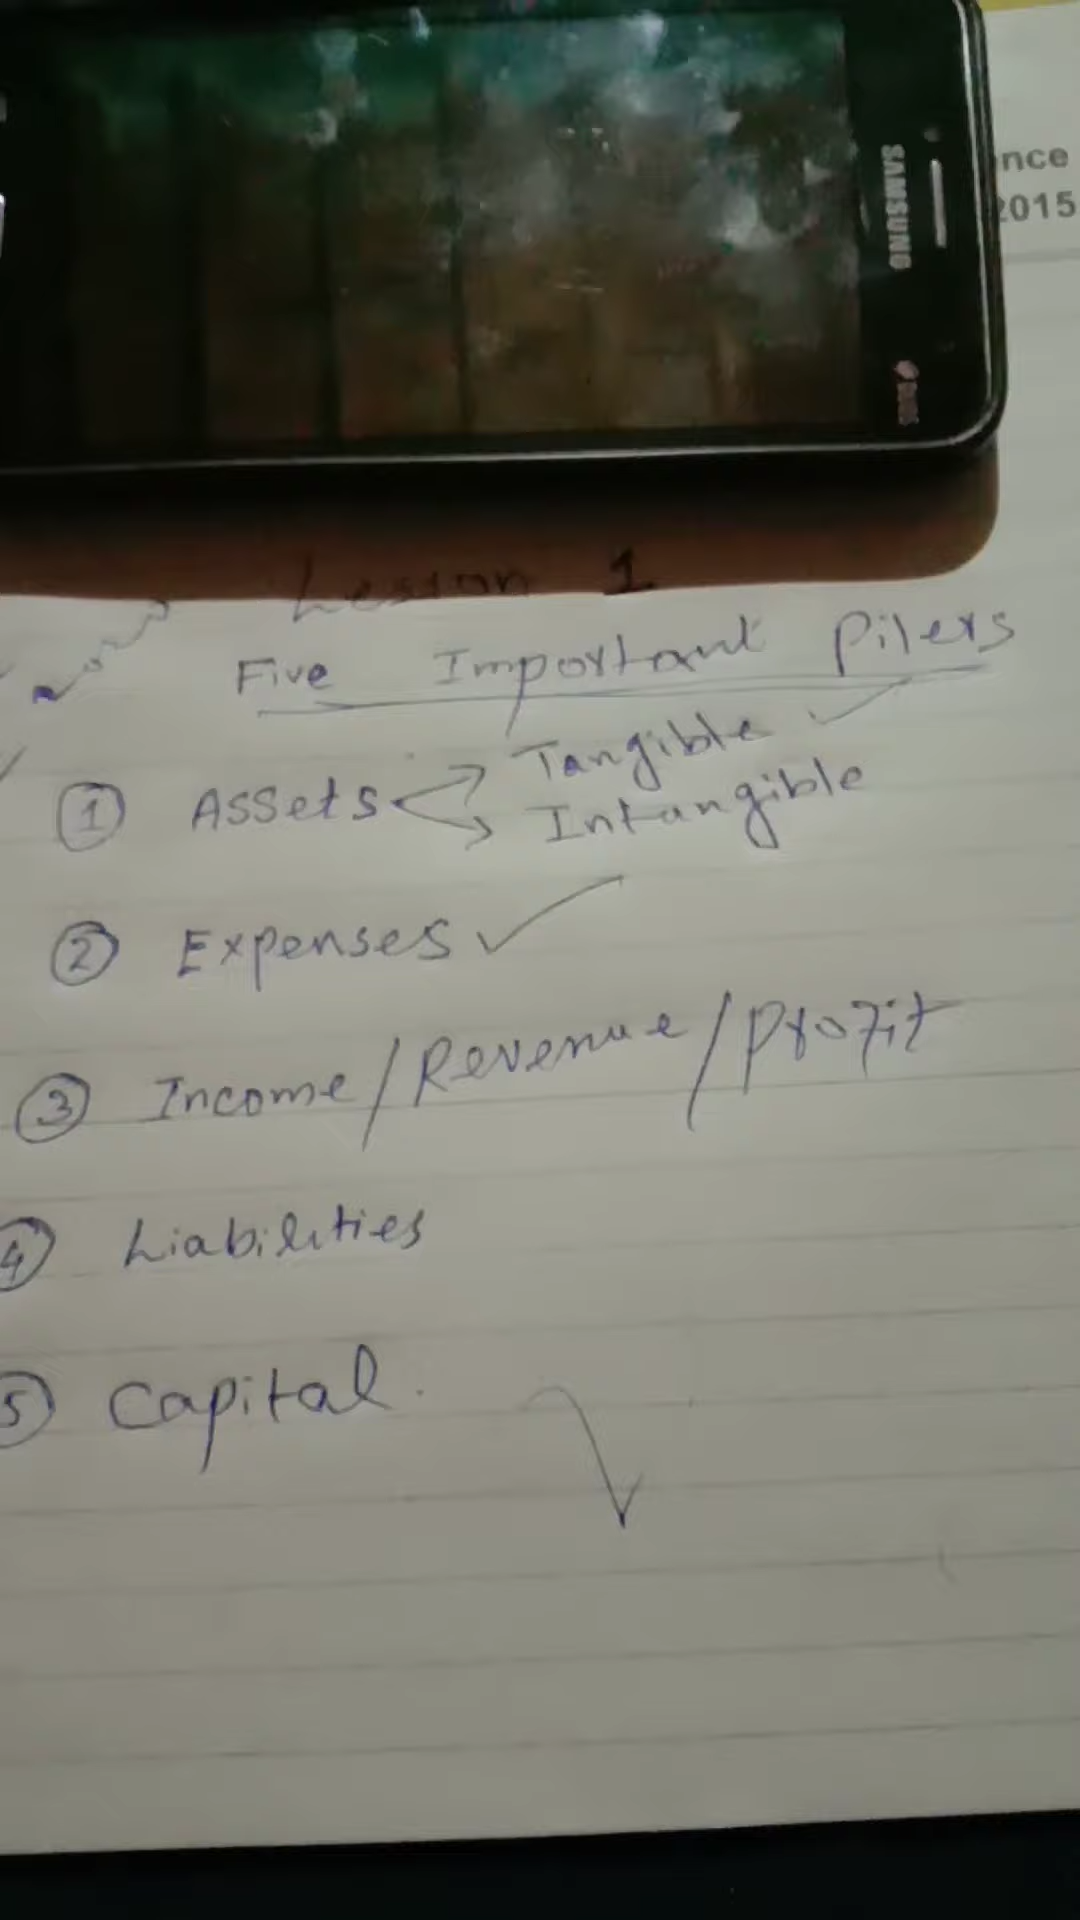 nce
2015
SAMSUNG
DUOS
Lesson 1
Five Important Pilers
① Assets Tangible
Intangible
② Expenses
③ Income/Revenue/Profit
④ Liabilities
⑤ Capital.